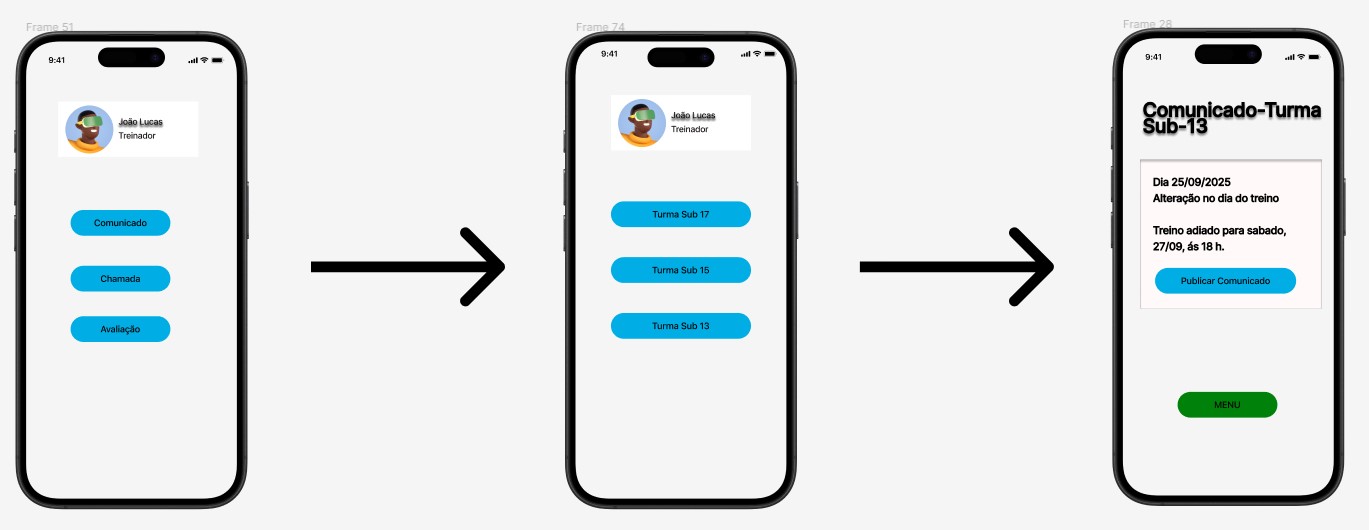 Frame 51
9:41
João Lucas
Treinador
Comunicado
Chamada
Avaliação
Frame 74
9:41
João Lucas
Treinador
Turma Sub 17
Turma Sub 15
Turma Sub 13
Frame 28
9:41
Comunicado-Turma
Sub-13
Dia 25/09/2025
Alteração no dia do treino
Treino adiado para sabado,
27/09, ás 18 h.
Publicar Comunicado
MENU